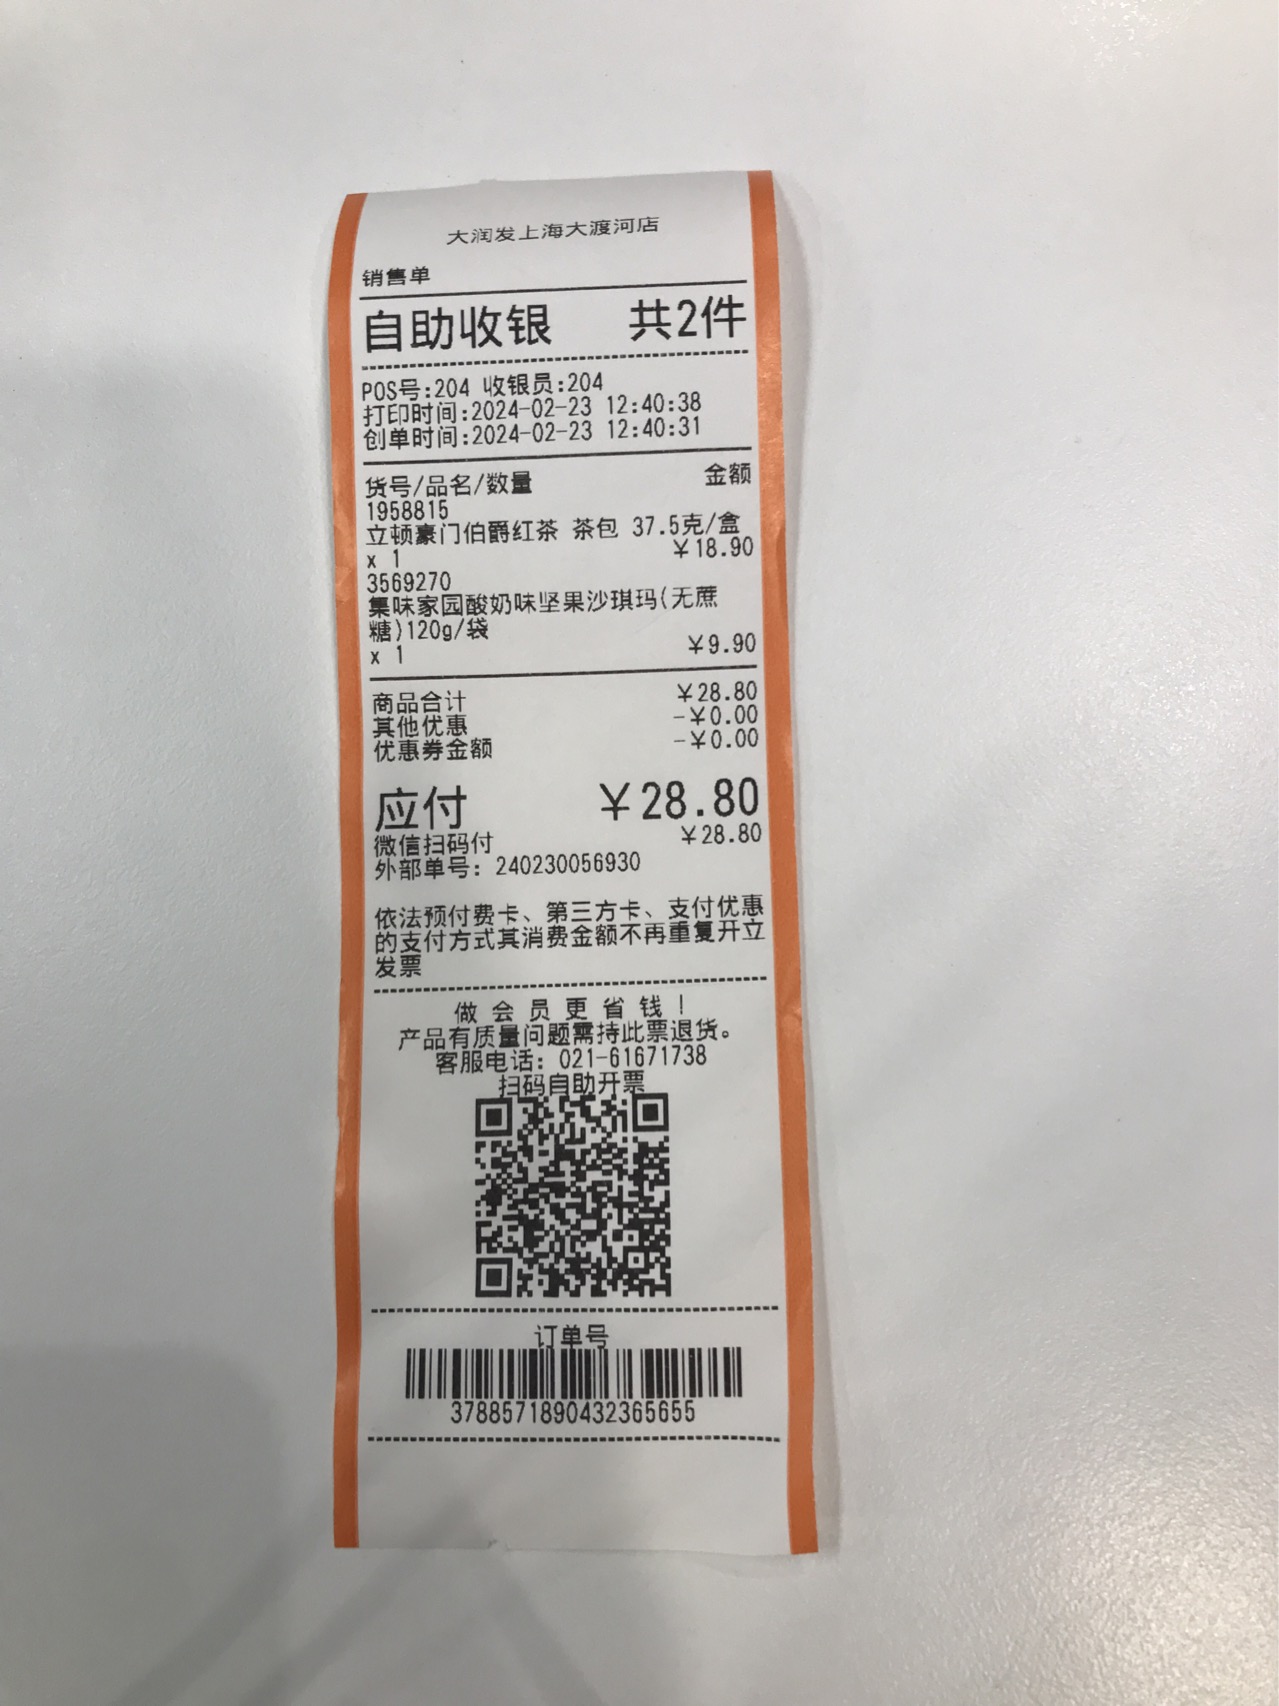 大润发上海大渡河店
销售单
自助收银 共2件
POS号:204 收银员:204
打印时间:2024-02-23 12:40:38
创单时间:2024-02-23 12:40:31
货号/品名/数量 金额
1958815
立顿豪门伯爵红茶 茶包 37.5克/盒
x 1 ￥18.90
3569270
集味家园酸奶味坚果沙琪玛(无蔗
糖)120g/袋
x 1 ￥9.90
商品合计 ￥28.80
其他优惠 -￥0.00
优惠券金额 -￥0.00
应付 ￥28.80
微信扫码付 ￥28.80
外部单号: 240230056930
依法预付费卡、第三方卡、支付优惠
的支付方式其消费金额不再重复开立
发票
做会员更省钱!
产品有质量问题需持此票退货。
客服电话: 021-61671738
扫码自助开票
订单号
3788571890432365655